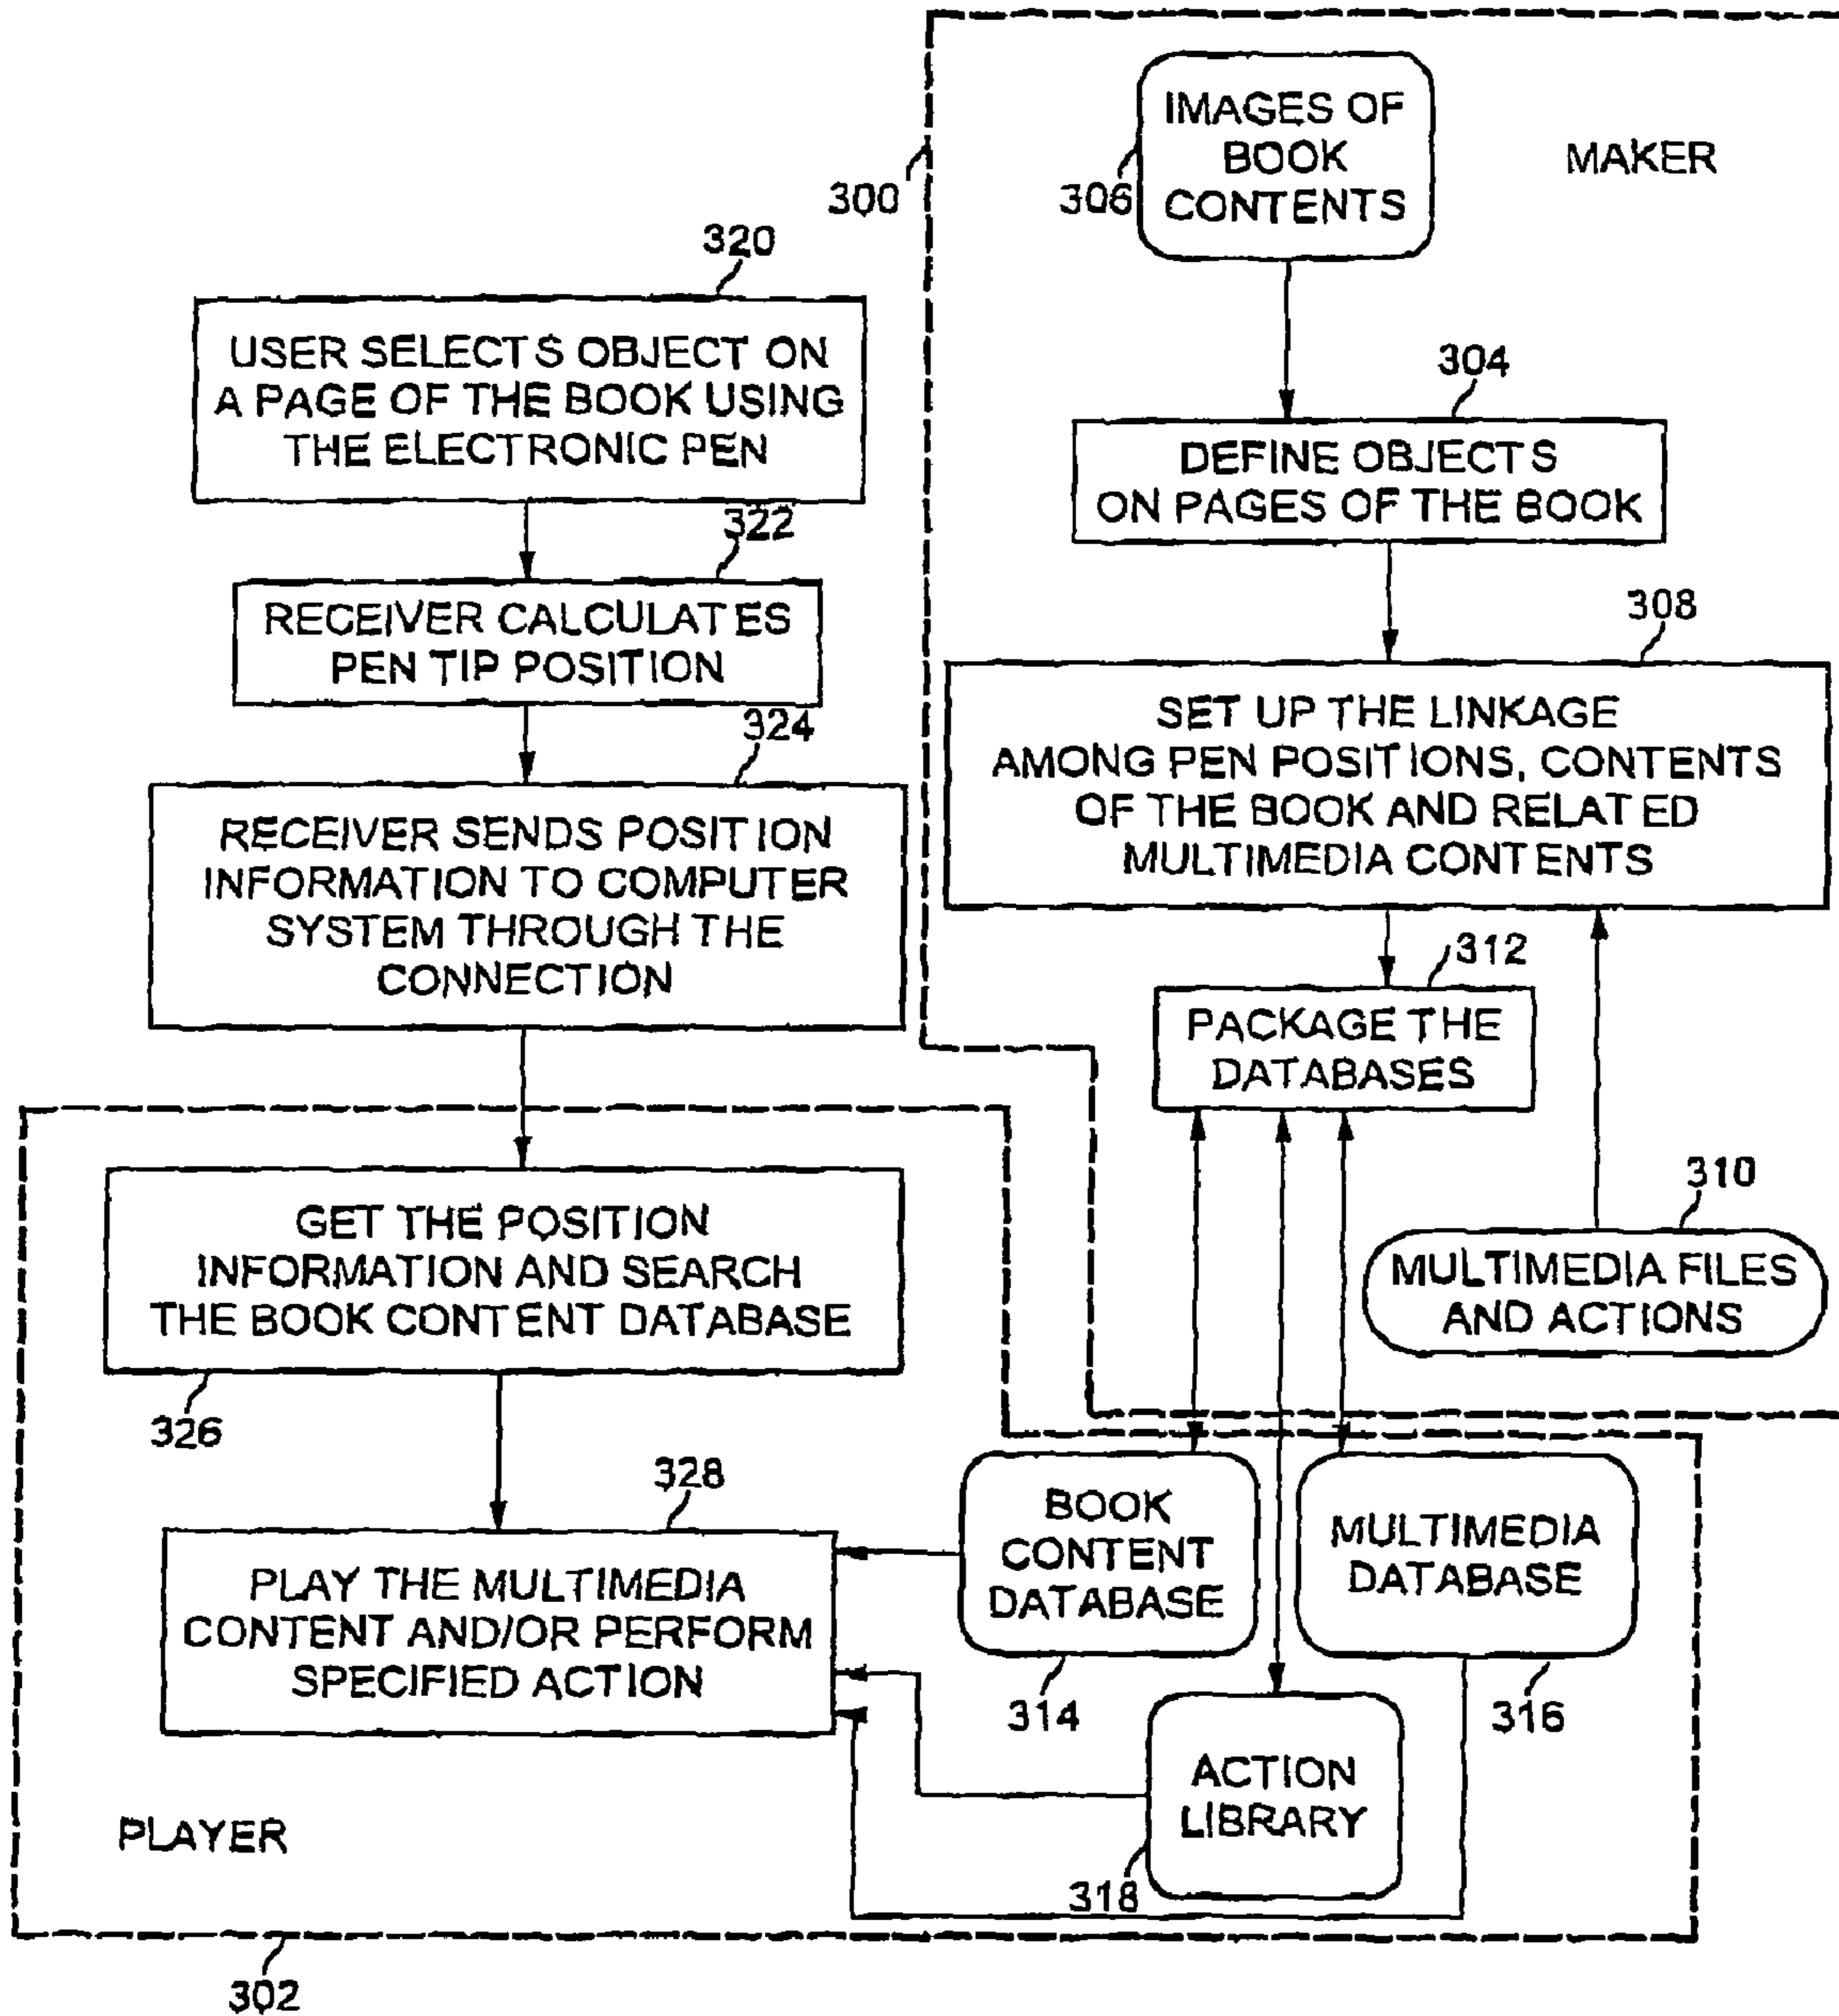 300
306
IMAGES OF
BOOK
CONTENTS
MAKER
304
DEFINE OBJECTS
ON PAGES OF THE BOOK
308
SET UP THE LINKAGE
AMONG PEN POSITIONS, CONTENTS
OF THE BOOK AND RELATED
MULTIMEDIA CONTENTS
312
PACKAGE THE
DATABASES
310
MULTIMEDIA FILES
AND ACTIONS
320
USER SELECTS OBJECT ON
A PAGE OF THE BOOK USING
THE ELECTRONIC PEN
322
RECEIVER CALCULATES
PEN TIP POSITION
324
RECEIVER SENDS POSITION
INFORMATION TO COMPUTER
SYSTEM THROUGH THE
CONNECTION
GET THE POSITION
INFORMATION AND SEARCH
THE BOOK CONTENT DATABASE
326
328
PLAY THE MULTIMEDIA
CONTENT AND/OR PERFORM
SPECIFIED ACTION
BOOK
CONTENT
DATABASE
314
MULTIMEDIA
DATABASE
316
ACTION
LIBRARY
318
PLAYER
302